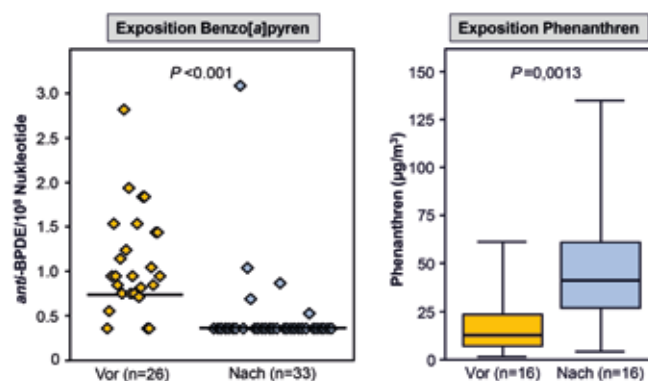 Exposition Benzo[a]pyren
P <0.001
anti-BPDE/10⁸ Nukleotide
3.0
2.5
2.0
1.5
1.0
0.5
0
Vor (n=26) Nach (n=33)
Exposition Phenanthren
P=0,0013
Phenanthren (µg/m³)
150
125
100
75
50
25
0
Vor (n=16) Nach (n=16)